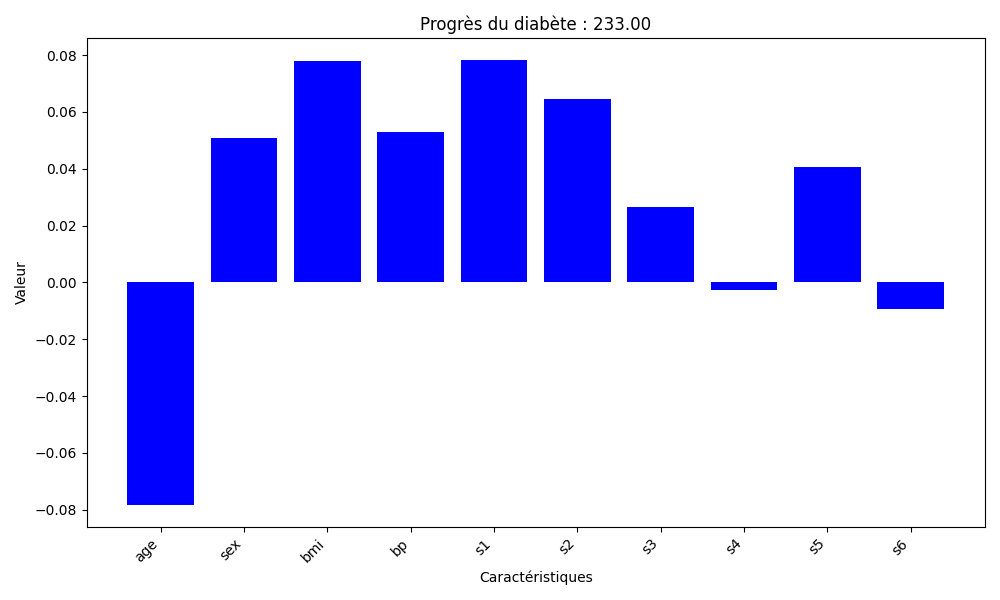 Progrès du diabète : 233.00
Valeur
0.08
0.06
0.04
0.02
0.00
−0.02
−0.04
−0.06
−0.08
age
sex
bmi
bp
s1
s2
s3
s4
s5
s6
Caractéristiques